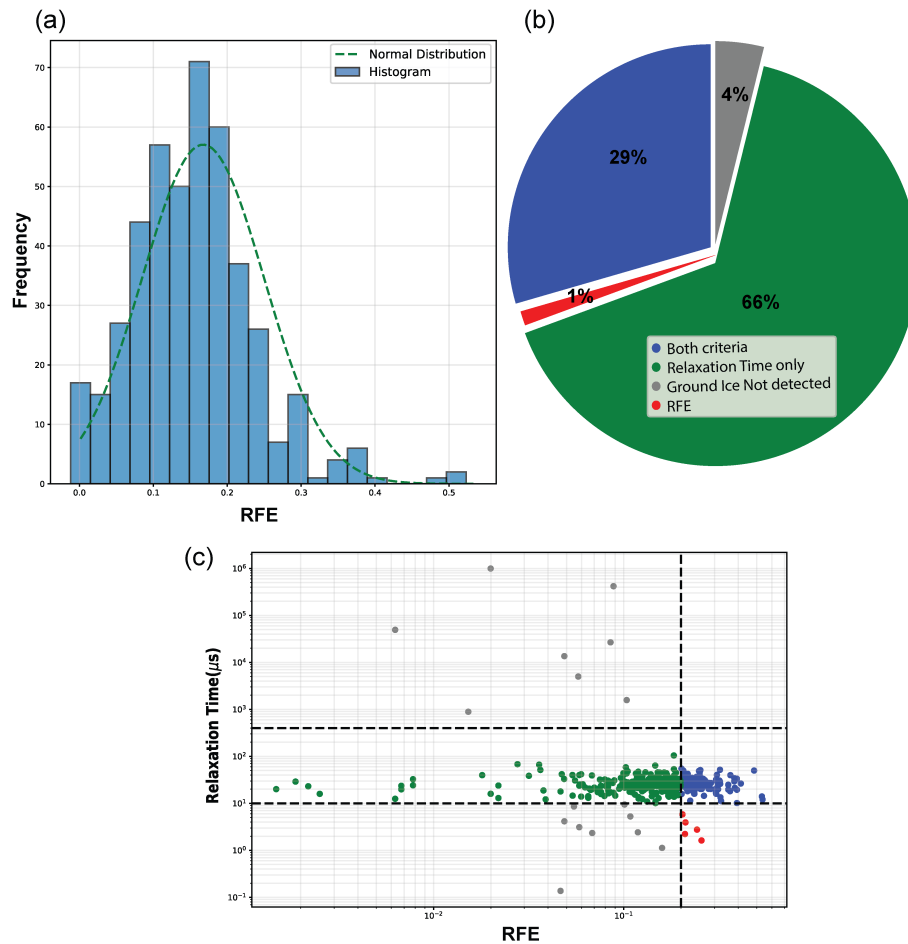 (a)
Normal Distribution
Histogram
Frequency
70
60
50
40
30
20
10
0
0.0 0.1 0.2 0.3 0.4 0.5
RFE
(b)
4%
29%
1%
66%
Both criteria
Relaxation Time only
Ground Ice Not detected
RFE
(c)
Relaxation Time(μs)
10⁶
10⁵
10⁴
10³
10²
10¹
10⁰
10⁻¹
10⁻² 10⁻¹
RFE